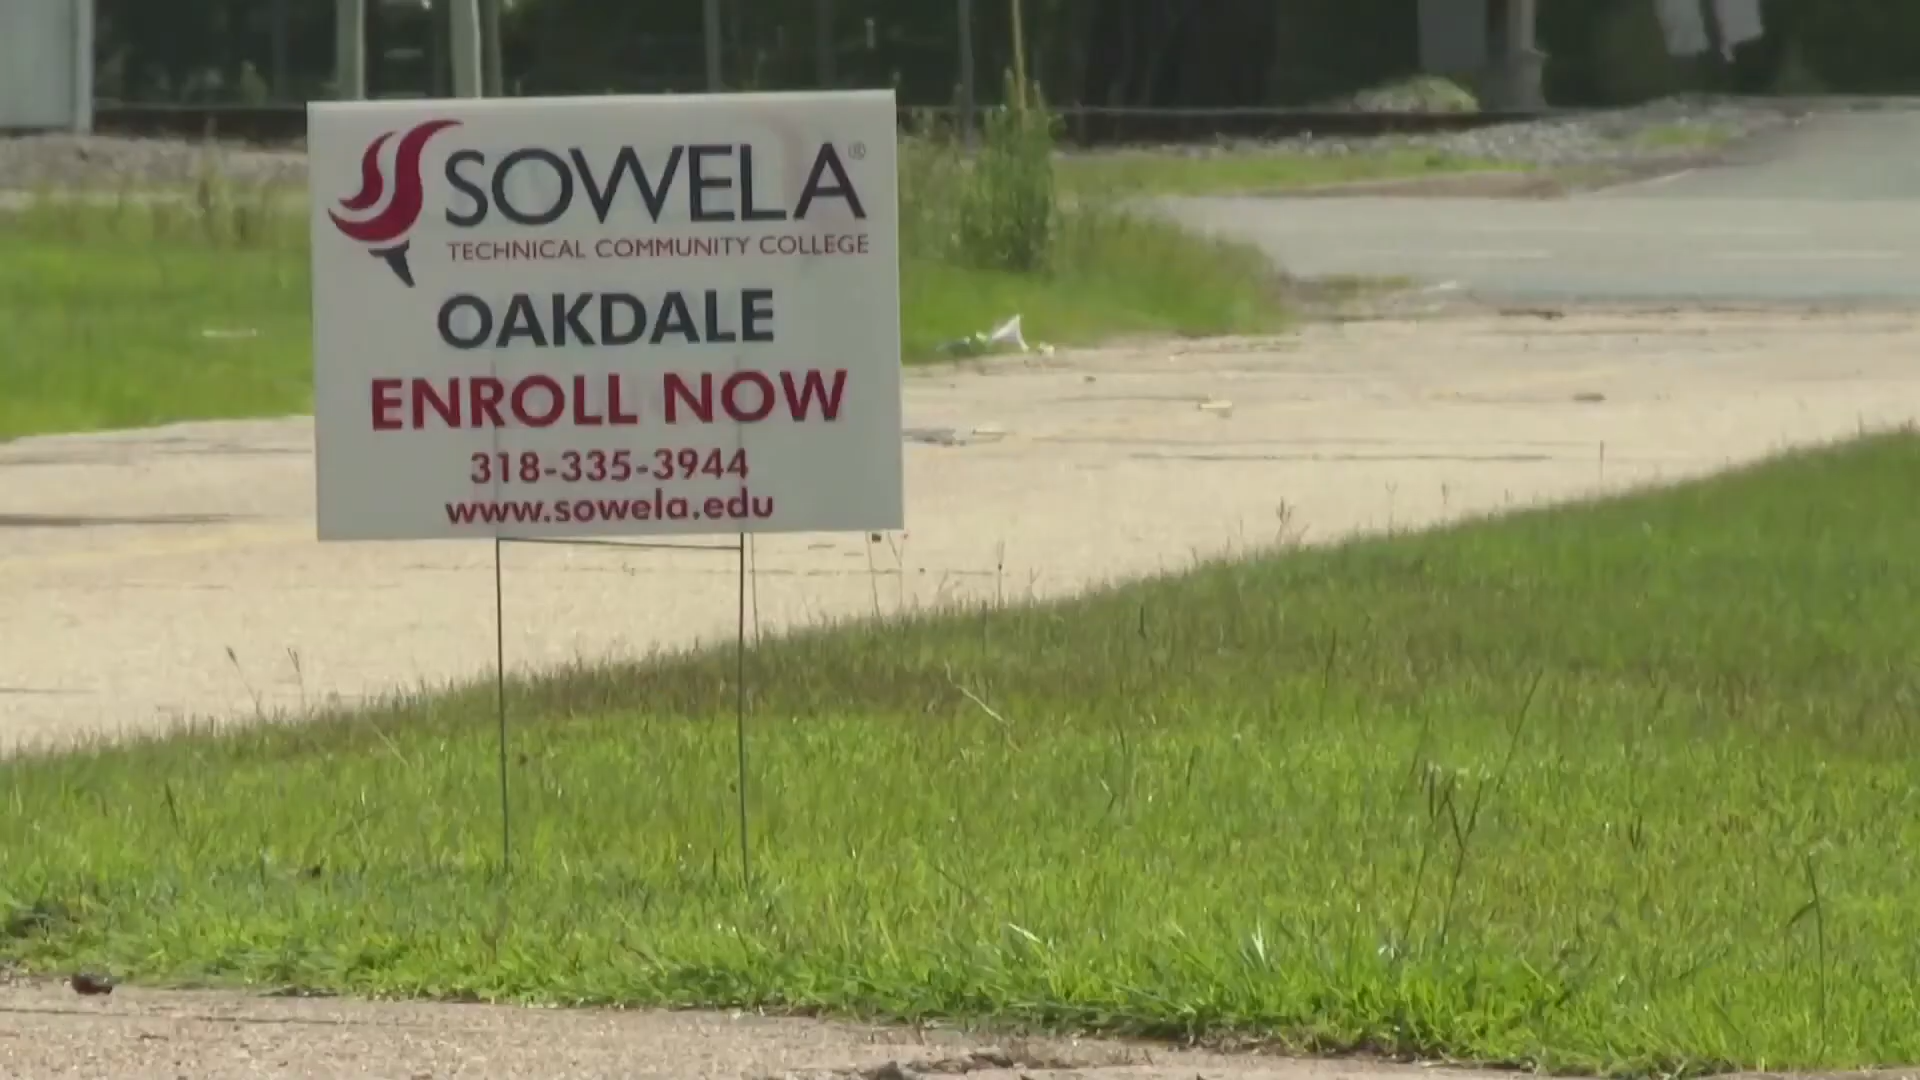 SOWELA®
TECHNICAL COMMUNITY COLLEGE
OAKDALE
ENROLL NOW
318-335-3944
www.sowela.edu